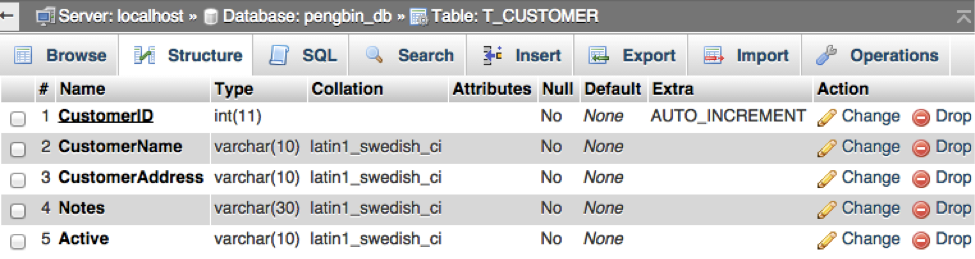 ← Server: localhost » Database: pengbin_db » Table: T_CUSTOMER
Browse Structure SQL Search Insert Export Import Operations
# Name Type Collation Attributes Null Default Extra Action
1 CustomerID int(11) No None AUTO_INCREMENT Change Drop
2 CustomerName varchar(10) latin1_swedish_ci No None Change Drop
3 CustomerAddress varchar(10) latin1_swedish_ci No None Change Drop
4 Notes varchar(30) latin1_swedish_ci No None Change Drop
5 Active varchar(10) latin1_swedish_ci No None Change Drop